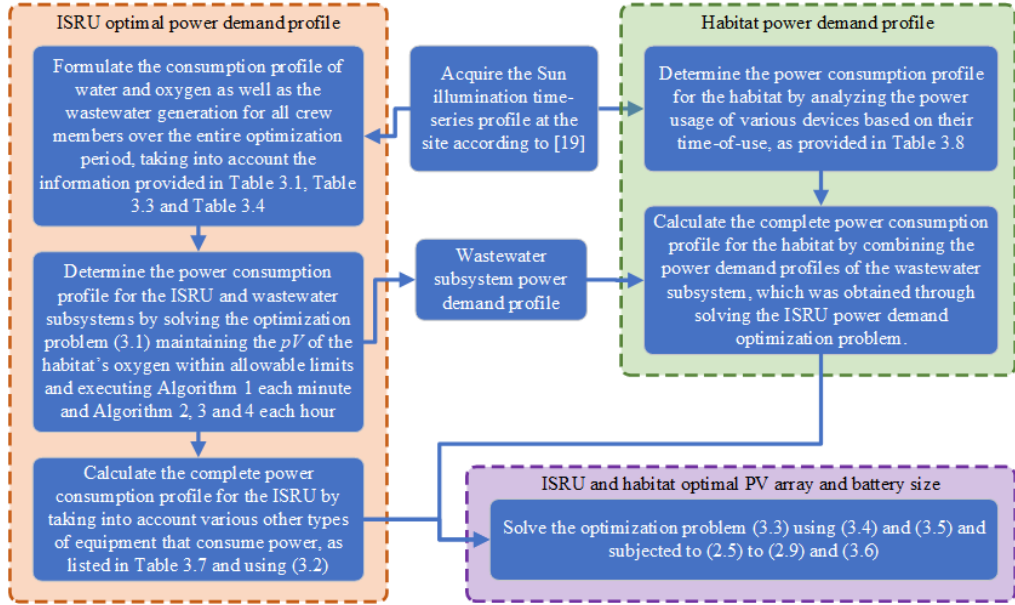 ISRU optimal power demand profile
Formulate the consumption profile of
water and oxygen as well as the
wastewater generation for all crew
members over the entire optimization
period, taking into account the
information provided in Table 3.1, Table
3.3 and Table 3.4
Determine the power consumption
profile for the ISRU and wastewater
subsystems by solving the optimization
problem (3.1) maintaining the pV of the
habitat's oxygen within allowable limits
and executing Algorithm 1 each minute
and Algorithm 2, 3 and 4 each hour
Calculate the complete power
consumption profile for the ISRU by
taking into account various other types
of equipment that consume power, as
listed in Table 3.7 and using (3.2)
Acquire the Sun
illumination time-
series profile at the
site according to [19]
Wastewater
subsystem power
demand profile
Habitat power demand profile
Determine the power consumption profile
for the habitat by analyzing the power
usage of various devices based on their
time-of-use, as provided in Table 3.8
Calculate the complete power consumption
profile for the habitat by combining the
power demand profiles of the wastewater
subsystem, which was obtained through
solving the ISRU power demand
optimization problem.
ISRU and habitat optimal PV array and battery size
Solve the optimization problem (3.3) using (3.4) and (3.5) and
subjected to (2.5) to (2.9) and (3.6)